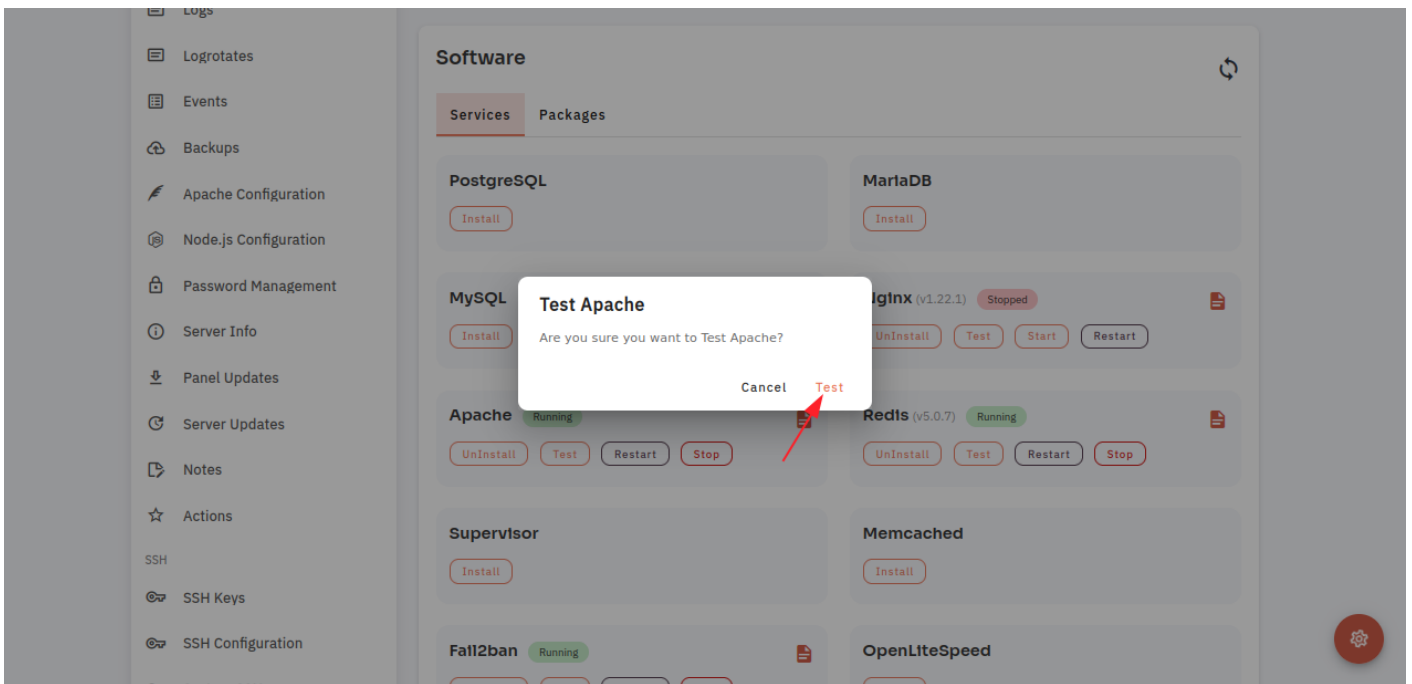 Logs
Logrotates
Events
Backups
Apache Configuration
Node.js Configuration
Password Management
Server Info
Panel Updates
Server Updates
Notes
Actions
SSH
SSH Keys
SSH Configuration
Software
Services Packages
PostgreSQL
Install
MariaDB
Install
MySQL
Install
Nginx (v1.22.1) Stopped
UnInstall Test Start Restart
Test Apache
Are you sure you want to Test Apache?
Cancel Test
Apache Running
UnInstall Test Restart Stop
Redis (v5.0.7) Running
UnInstall Test Restart Stop
Supervisor
Install
Memcached
Install
Fail2ban Running
OpenLiteSpeed